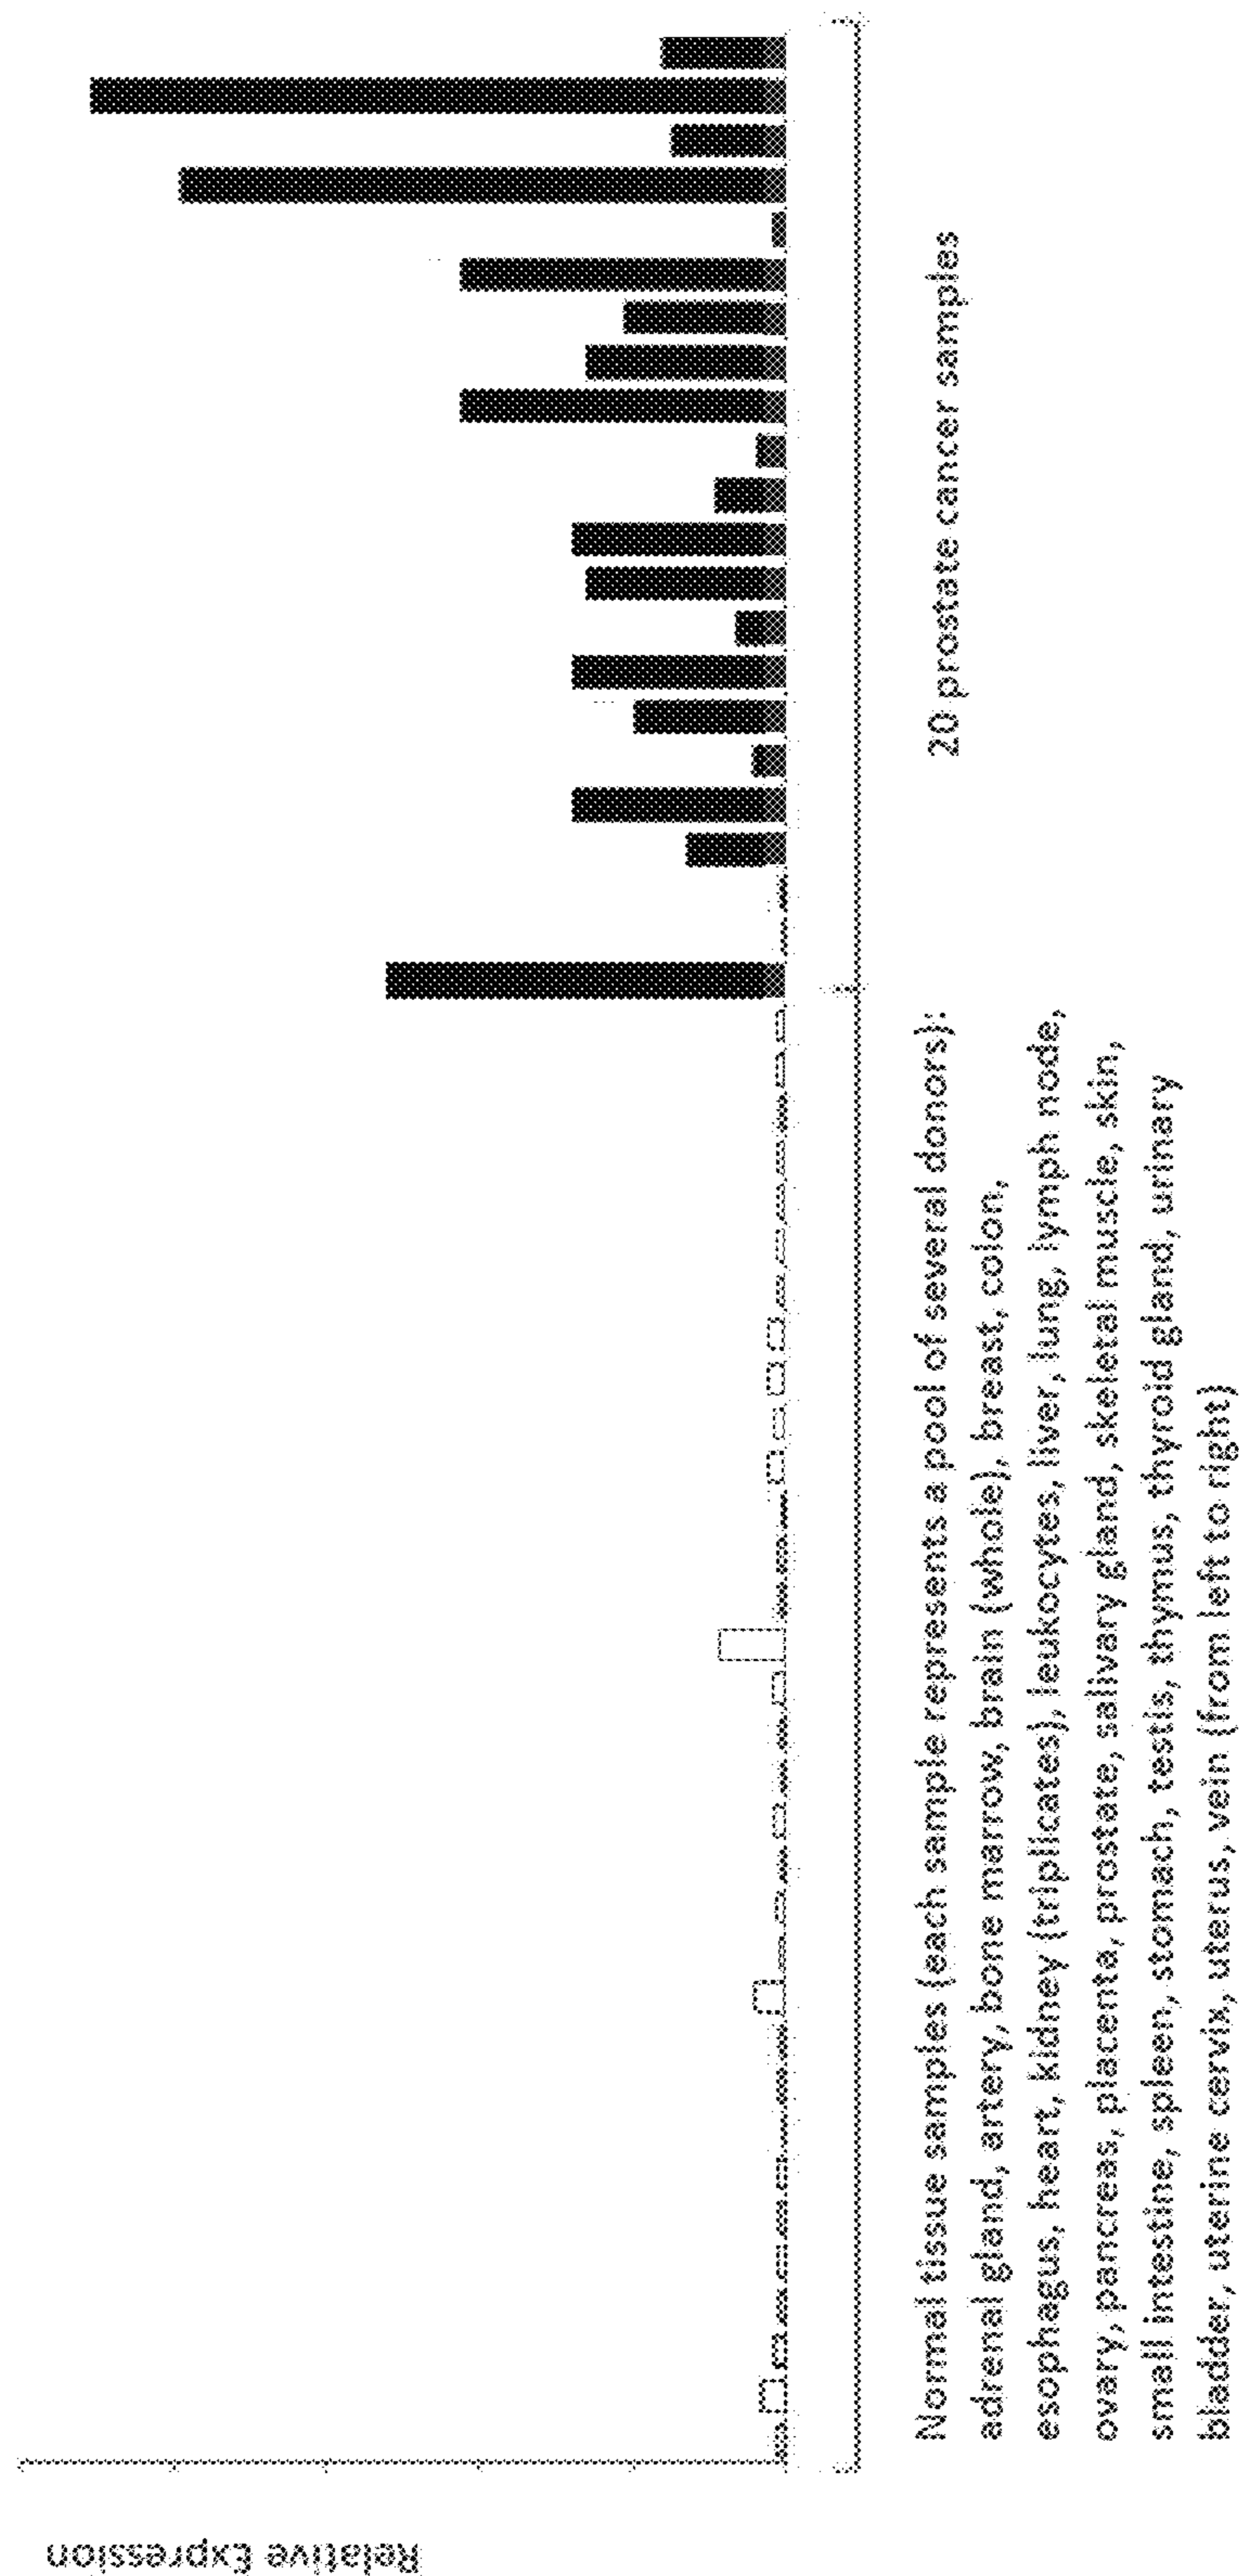 Relative Expression
Normal tissue samples (each sample represents a pool of several donors):
adrenal gland, artery, bone marrow, brain (whole), breast, colon,
esophagus, heart, kidney (triplicates), leukocytes, liver, lung, lymph node,
ovary, pancreas, placenta, prostate, salivary gland, skeletal muscle, skin,
small intestine, spleen, stomach, testis, thymus, thyroid gland, urinary
bladder, uterine cervix, uterus, vein (from left to right)
20 prostate cancer samples